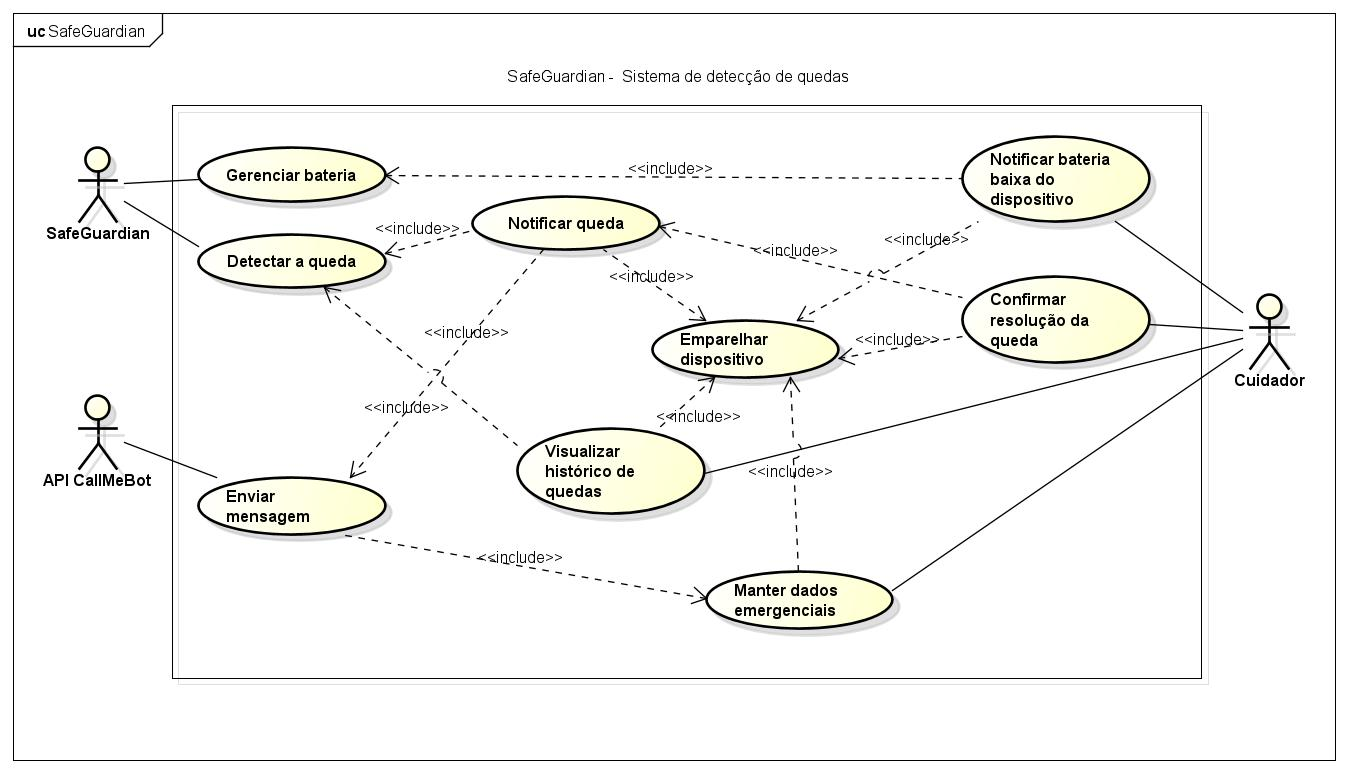 uc SafeGuardian
SafeGuardian - Sistema de detecção de quedas
Gerenciar bateria
<<include>>
Notificar bateria
baixa do
dispositivo
SafeGuardian
Notificar queda
<<include>>
Detectar a queda
<<include>>
<<include>>
<<include>>
Confirmar
resolução da
queda
<<include>>
Emparelhar
dispositivo
<<include>>
Cuidador
<<include>>
<<include>>
API CallMeBot
Visualizar
histórico de
quedas
<<include>>
Enviar
mensagem
<<include>>
Manter dados
emergenciais